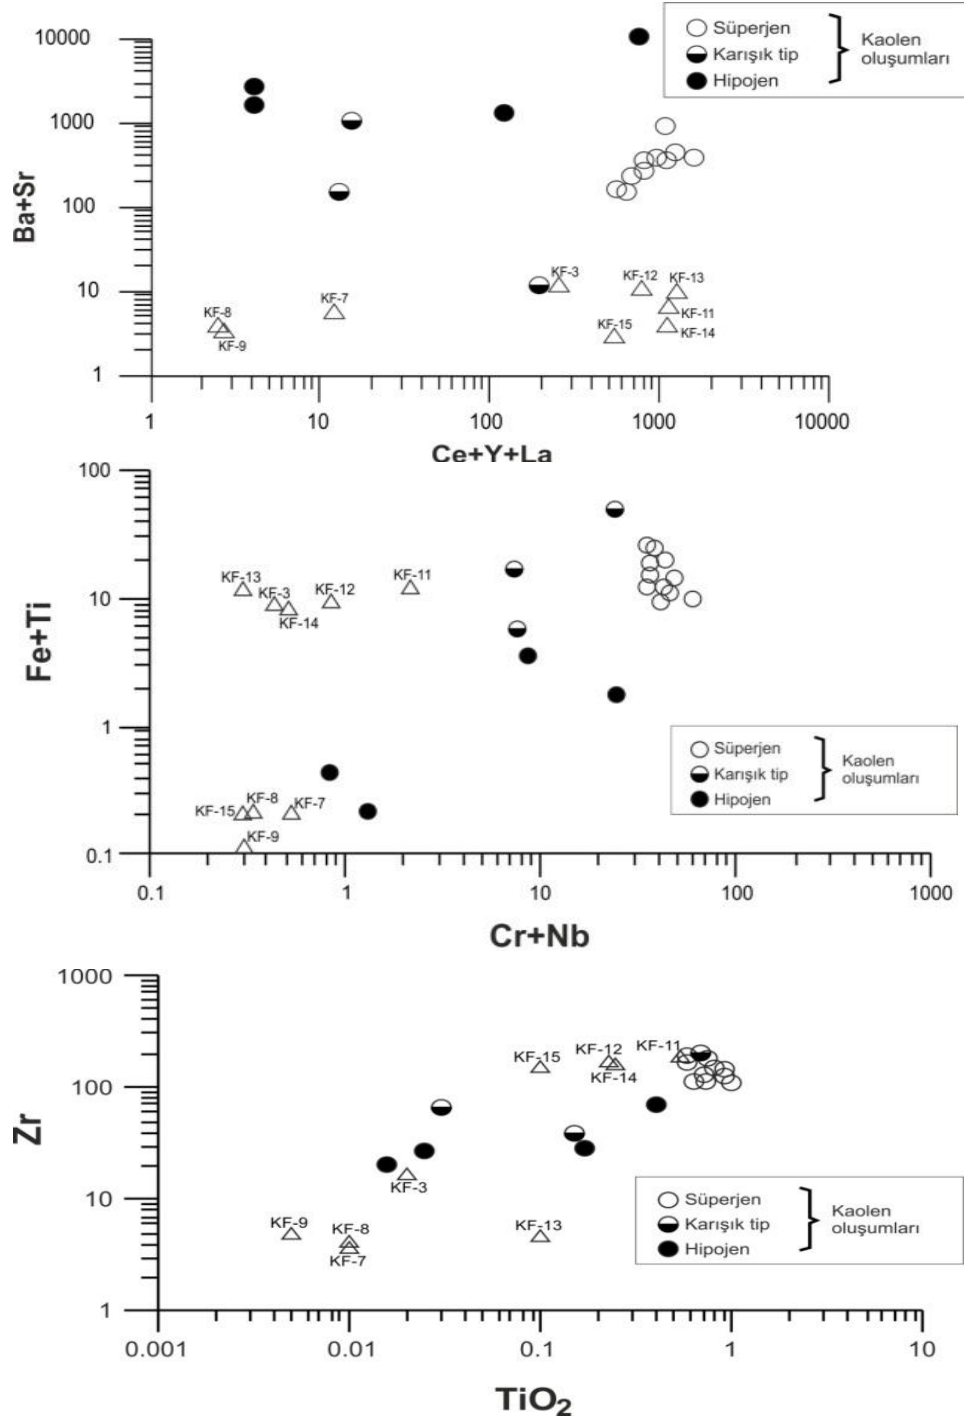 10000
1000
100
10
1
Ba+Sr
Süperjen
Karışık tip
Hipojen
Kaolen
oluşumları
KF-3
KF-12
KF-13
KF-8
KF-7
KF-11
KF-9
KF-15
KF-14
1
10
100
1000
10000
Ce+Y+La
100
10
1
0.1
Fe+Ti
KF-13
KF-3
KF-12
KF-11
KF-14
KF-15
KF-8
KF-7
KF-9
Süperjen
Karışık tip
Hipojen
Kaolen
oluşumları
0.1
1
10
100
1000
Cr+Nb
1000
100
10
1
Zr
KF-15
KF-12
KF-11
KF-14
KF-3
KF-9
KF-8
KF-7
KF-13
Süperjen
Karışık tip
Hipojen
Kaolen
oluşumları
0.001
0.01
0.1
1
10
TiO₂